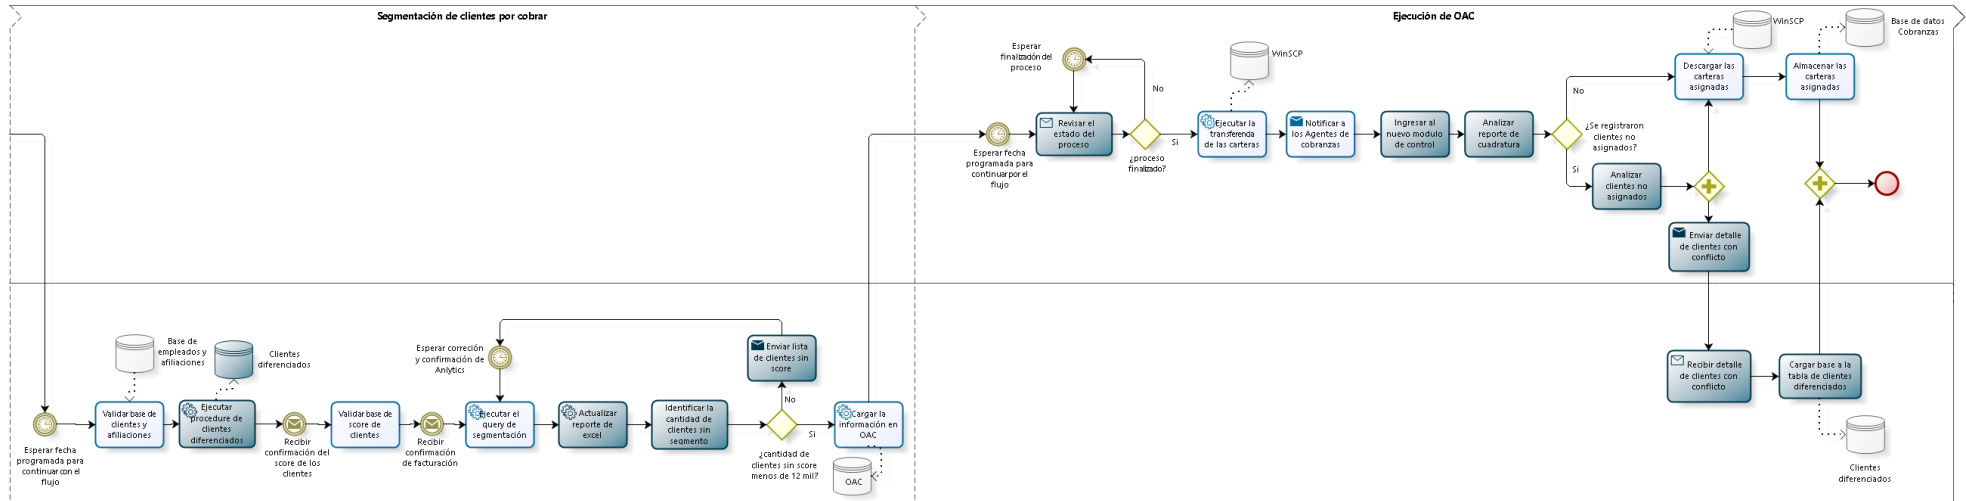 Segmentación de clientes por cobrar
Ejecución de OAC
Esperar
finalización del
proceso
Revisar el
estado del
proceso
Esperar fecha
programada para
continuar por el
flujo
No
Si
¿proceso
finalizado?
WinSCP
Ejecutar la
transferencia
de las carteras
Notificar a
los Agentes de
cobranzas
Ingresar al
nuevo modulo
de control
Analizar
reporte de
cuadratura
No
¿Se registraron
clientes no
asignados?
Si
Analizar
clientes no
asignados
WinSCP
Descargar las
carteras
asignadas
Base de datos
Cobranzas
Almacenar las
carteras
asignadas
Enviar detalle
de clientes con
conflicto
Esperar fecha
programada para
continuar con el
flujo
Base de
empleados y
afiliaciones
Validar base de
clientes y
afiliaciones
Clientes
diferenciados
Ejecutar
procedure de
clientes
diferenciados
Recibir
confirmación del
score de los
clientes
Validar base de
score de clientes
Recibir
confirmación
de facturación
Esperar correción
y confirmación de
Anlytics
Ejecutar el
query de
segmentación
Actualizar
reporte de
excel
Identificar la
cantidad de
clientes sin
segmento
Enviar lista
de clientes sin
score
No
Si
¿cantidad de
clientes sin score
menos de 12 mil?
Cargar la
información en
OAC
OAC
Recibir detalle
de clientes con
conflicto
Cargar base a la
tabla de clientes
diferenciados
Clientes
diferenciados